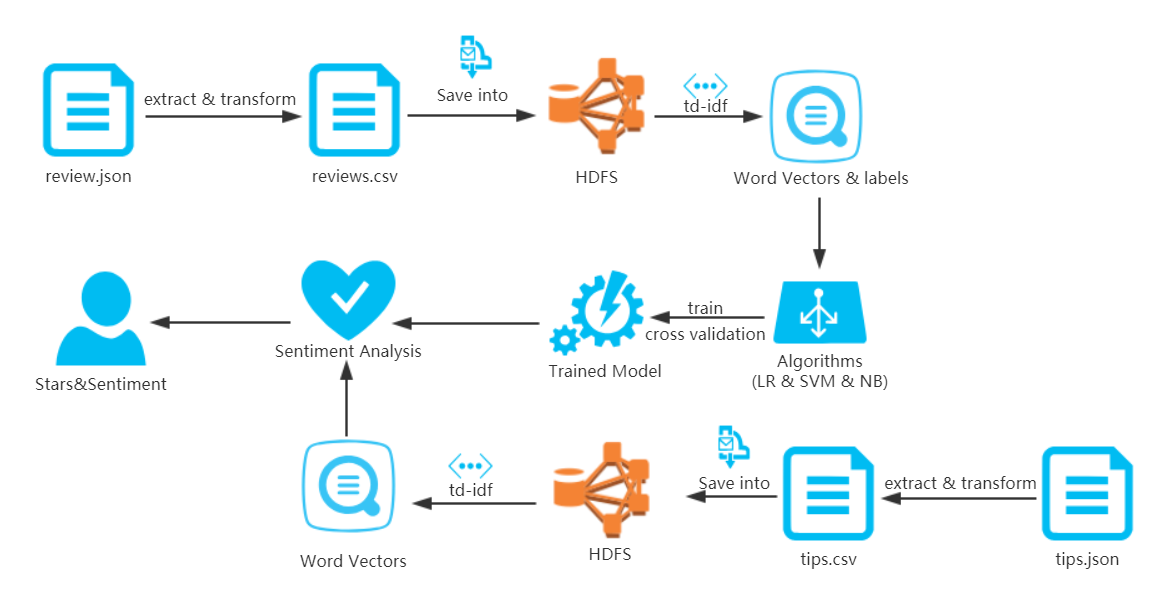 extract & transform
Save into
td-idf
review.json
reviews.csv
HDFS
Word Vectors & labels
train
cross validation
Sentiment Analysis
Trained Model
Algorithms
(LR & SVM & NB)
Stars&Sentiment
td-idf
Save into
extract & transform
Word Vectors
HDFS
tips.csv
tips.json